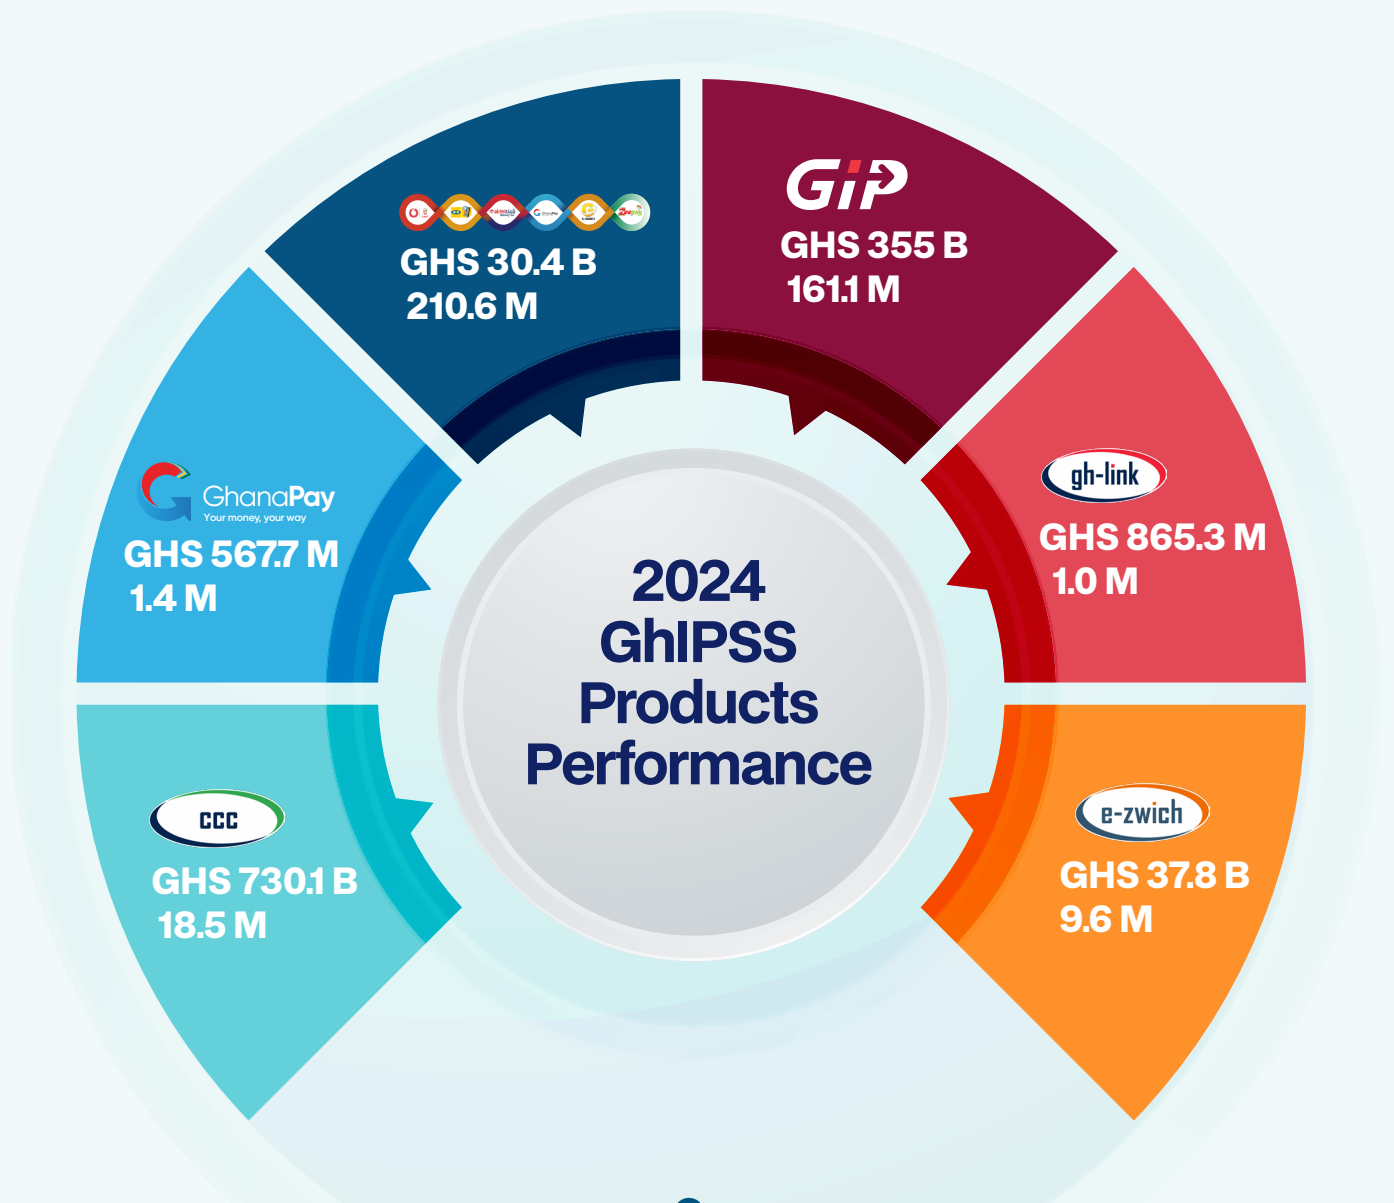 GHS 30.4 B
210.6 M
GiP
GHS 355 B
161.1 M
GhanaPay
Your money, your way
GHS 567.7 M
1.4 M
gh-link
GHS 865.3 M
1.0 M
2024
GhIPSS
Products
Performance
ccc
GHS 730.1 B
18.5 M
e-zwich
GHS 37.8 B
9.6 M